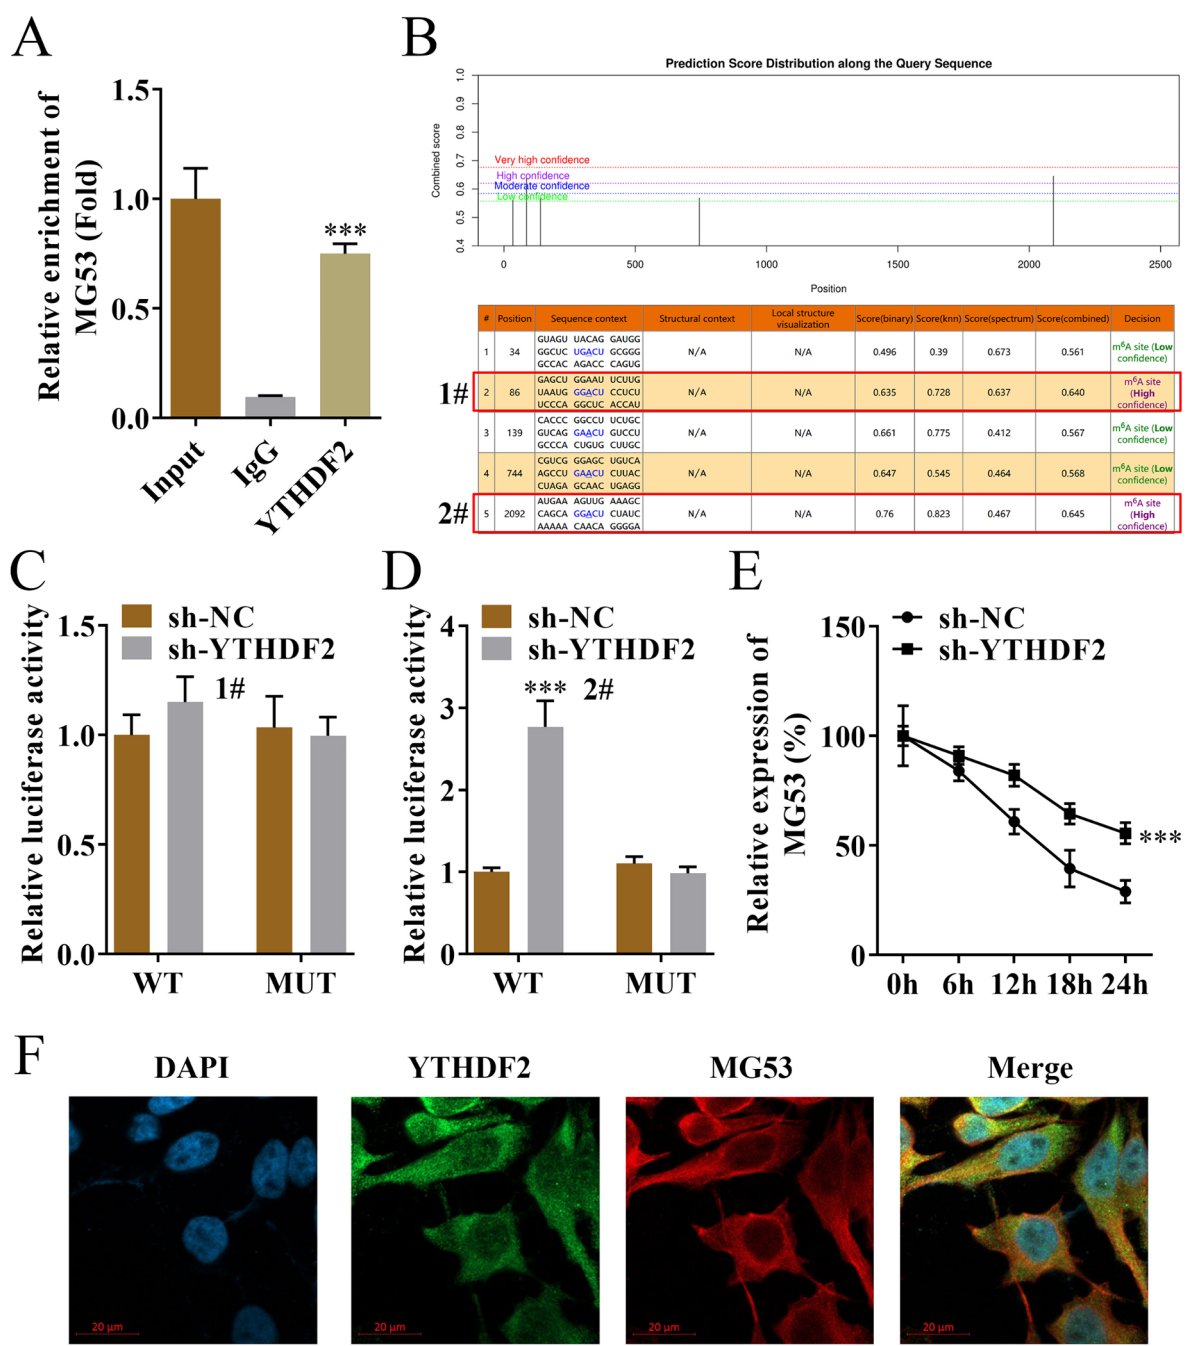 A
Relative enrichment of
MG53 (Fold)
1.5
1.0
0.5
0.0
Input
IgG
YTHDF2
***
B
Prediction Score Distribution along the Query Sequence
Combined score
1.0
0.9
0.8
0.7
0.6
0.5
0.4
Very high confidence
High confidence
Moderate confidence
Low confidence
0 500 1000 1500 2000 2500
Position
# Position Sequence context Structural context Local structure visualization Score(binary) Score(knn) Score(spectrum) Score(combined) Decision
GUAGU UACAG GAUGG
1 34 GGCUC UGACU GCGGG N/A N/A 0.496 0.39 0.673 0.561 m6A site (Low confidence)
GCCAC AGACC CAGUG
1#
GAGCU GGAAU UCUUG
2 86 UAAUG GGACU CCUCU N/A N/A 0.635 0.728 0.637 0.640 m6A site (High confidence)
UCCCA GGCUC ACCAU
CACCC GGCCU UCUGC
3 139 GUCAG GAACU GUCCU N/A N/A 0.661 0.775 0.412 0.567 m6A site (Low confidence)
GCCCA CUGUG CUUGC
CGUCG GGAGC UGUCA
4 744 AGCCU GAACU CUUAC N/A N/A 0.647 0.545 0.464 0.568 m6A site (Low confidence)
CUAGA GCAAC UGAGG
2#
AUGAA AGUUG AAAGC
5 2092 CAGCA GGACU CUAUC N/A N/A 0.76 0.823 0.467 0.645 m6A site (High confidence)
AAAAA CAACA GGGGA
C
Relative luciferase activity
1.5
1.0
0.5
0.0
sh-NC
sh-YTHDF2
1#
WT MUT
D
Relative luciferase activity
4
3
2
1
0
sh-NC
sh-YTHDF2
*** 2#
WT MUT
E
Relative expression of
MG53 (%)
150
100
50
0
sh-NC
sh-YTHDF2
***
0h 6h 12h 18h 24h
F
DAPI YTHDF2 MG53 Merge
20 μm 20 μm 20 μm 20 μm